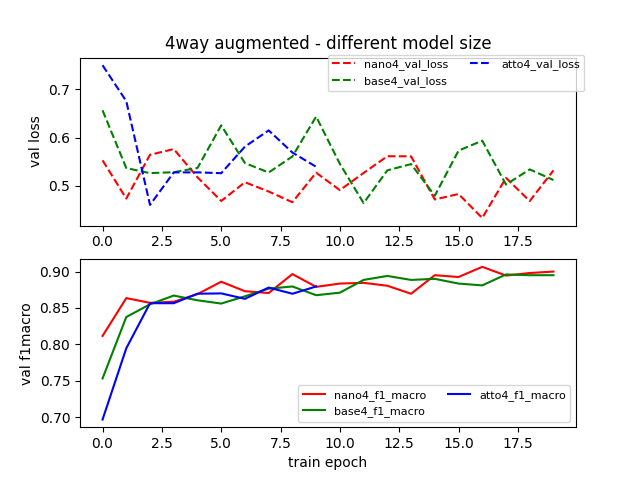 4way augmented - different model size
nano4_val_loss
atto4_val_loss
base4_val_loss
val loss
0.7
0.6
0.5
0.0 2.5 5.0 7.5 10.0 12.5 15.0 17.5
val f1macro
0.90
0.85
0.80
0.75
0.70
nano4_f1_macro
atto4_f1_macro
base4_f1_macro
0.0 2.5 5.0 7.5 10.0 12.5 15.0 17.5
train epoch